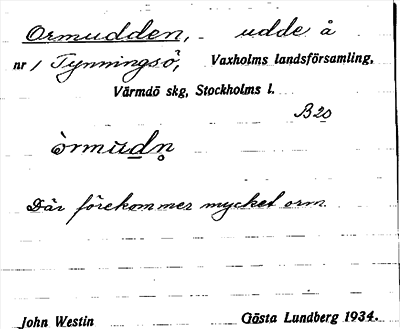 Ormudden, udde å
nr 1 Tynningsö, Vaxholms landsförsamling,
Värmdö skg, Stockholms l.
B20
òrmùdn̥
Där förekommer mycket orm.
John Westin Gösta Lundberg 1934.